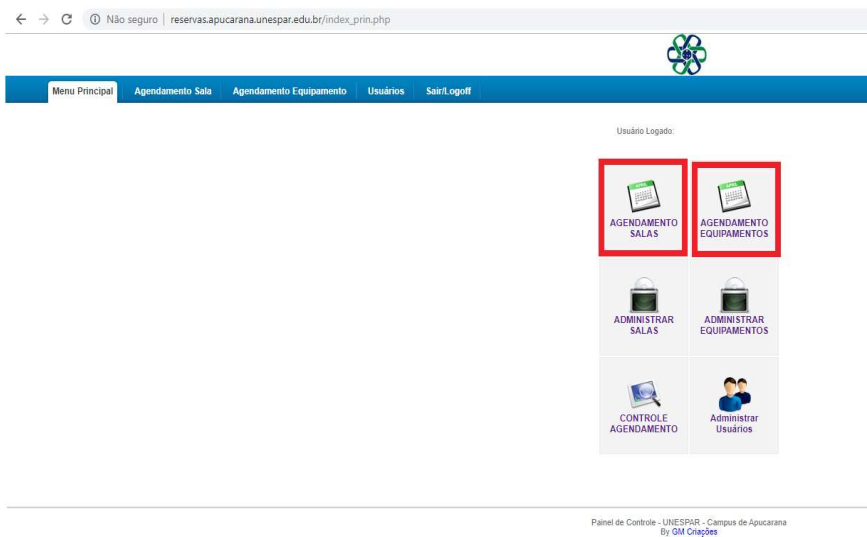 Não seguro | reservas.apucarana.unespar.edu.br/index_prin.php
Menu Principal Agendamento Sala Agendamento Equipamento Usuários Sair/Logoff
Usuário Logado:
AGENDAMENTO
SALAS
AGENDAMENTO
EQUIPAMENTOS
ADMINISTRAR
SALAS
ADMINISTRAR
EQUIPAMENTOS
CONTROLE
AGENDAMENTO
Administrar
Usuários
Painel de Controle - UNESPAR - Campus de Apucarana
By GM Criações